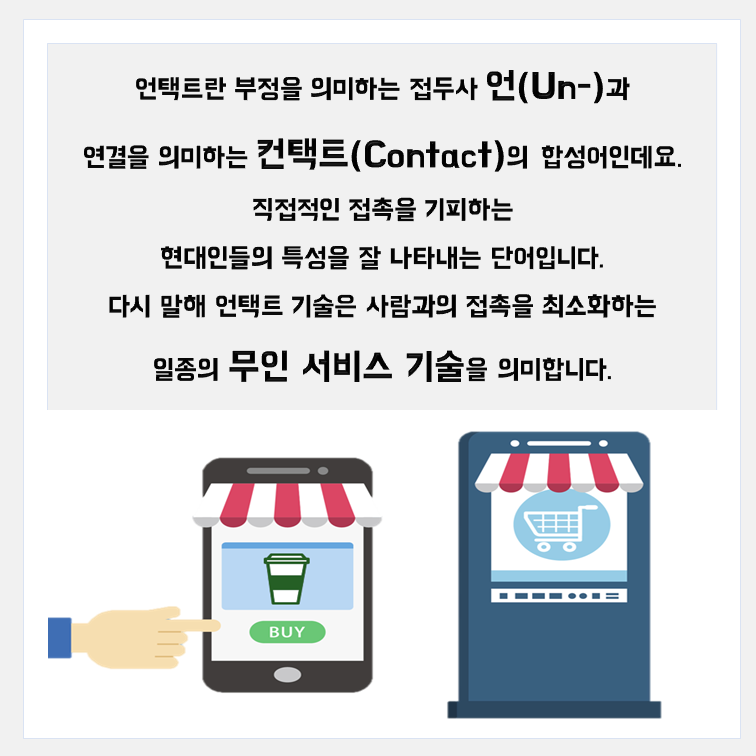 언택트란 부정을 의미하는 접두사 언(Un-)과
연결을 의미하는 컨택트(Contact)의 합성어인데요.
직접적인 접촉을 기피하는
현대인들의 특성을 잘 나타내는 단어입니다.
다시 말해 언택트 기술은 사람과의 접촉을 최소화하는
일종의 무인 서비스 기술을 의미합니다.
BUY